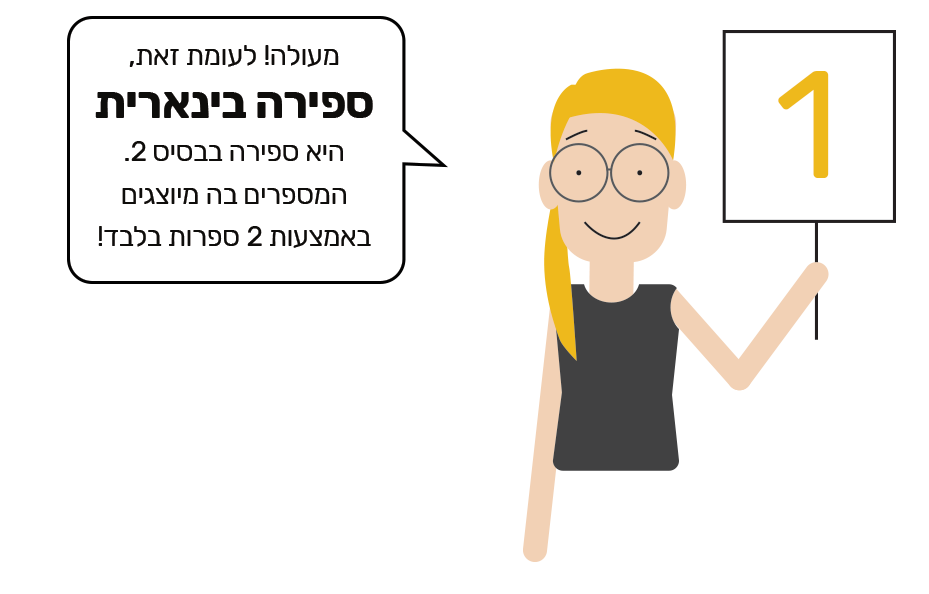 מעולה! לעומת זאת,
ספירה בינארית
היא ספירה בבסיס 2.
המספרים בה מיוצגים
באמצעות 2 ספרות בלבד!
1